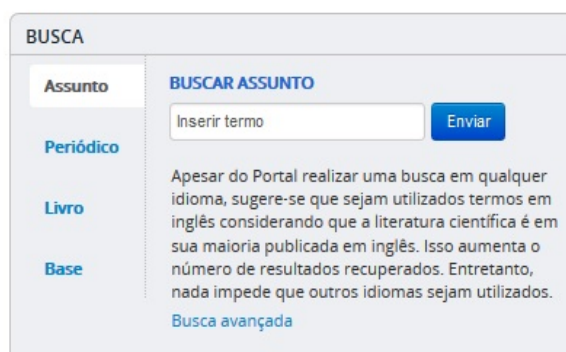 BUSCA
Assunto
Periódico
Livro
Base
BUSCAR ASSUNTO
Inserir termo
Enviar
Apesar do Portal realizar uma busca em qualquer
idioma, sugere-se que sejam utilizados termos em
inglês considerando que a literatura científica é em
sua maioria publicada em inglês. Isso aumenta o
número de resultados recuperados. Entretanto,
nada impede que outros idiomas sejam utilizados.
Busca avançada